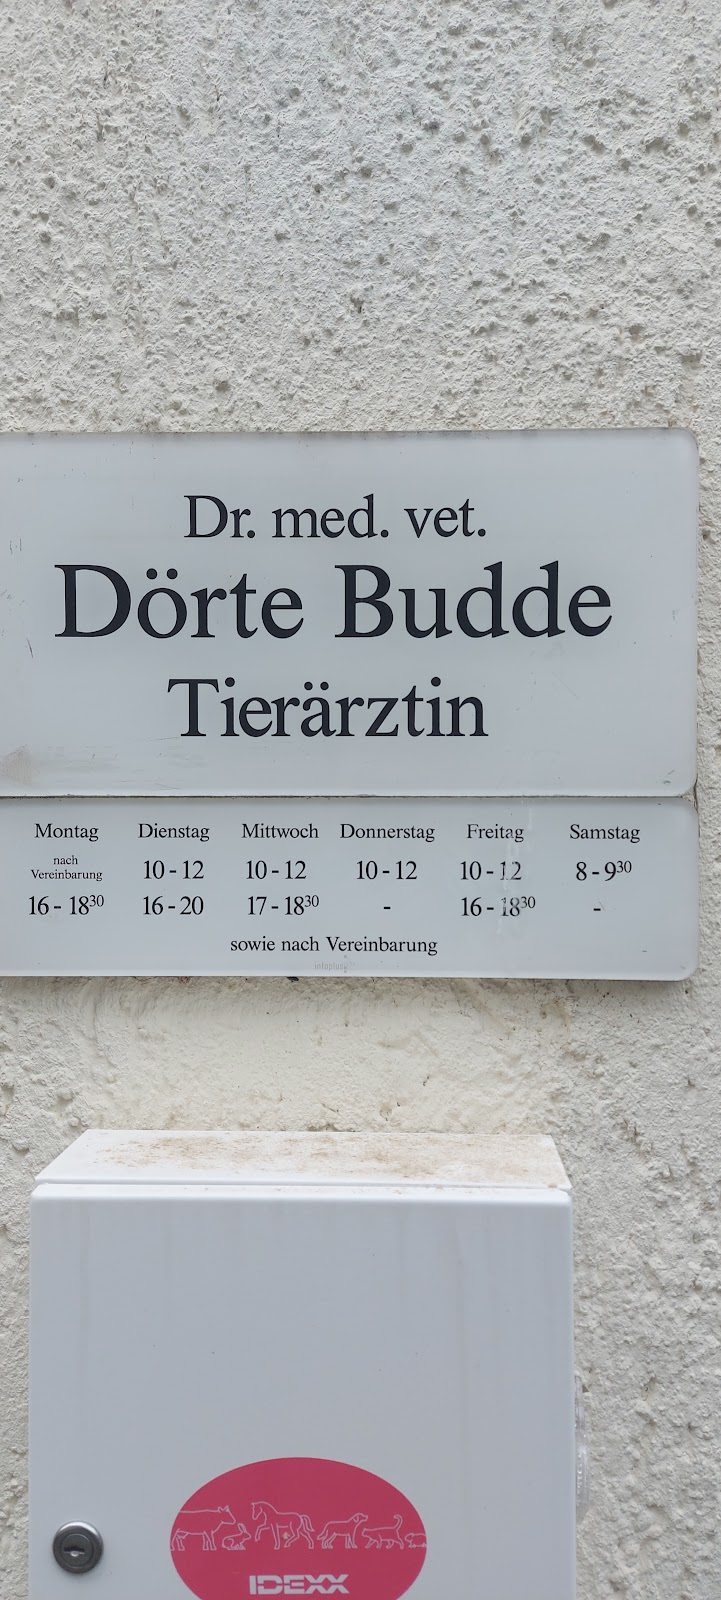 Dr. med. vet.
Dörte Budde
Tierärztin
Montag Dienstag Mittwoch Donnerstag Freitag Samstag
nach Vereinbarung 10 - 12 10 - 12 10 - 12 10 - 12 8 - 9³⁰
16 - 18³⁰ 16 - 20 17 - 18³⁰ - 16 - 18³⁰ -
sowie nach Vereinbarung
infoplus
IDEXX